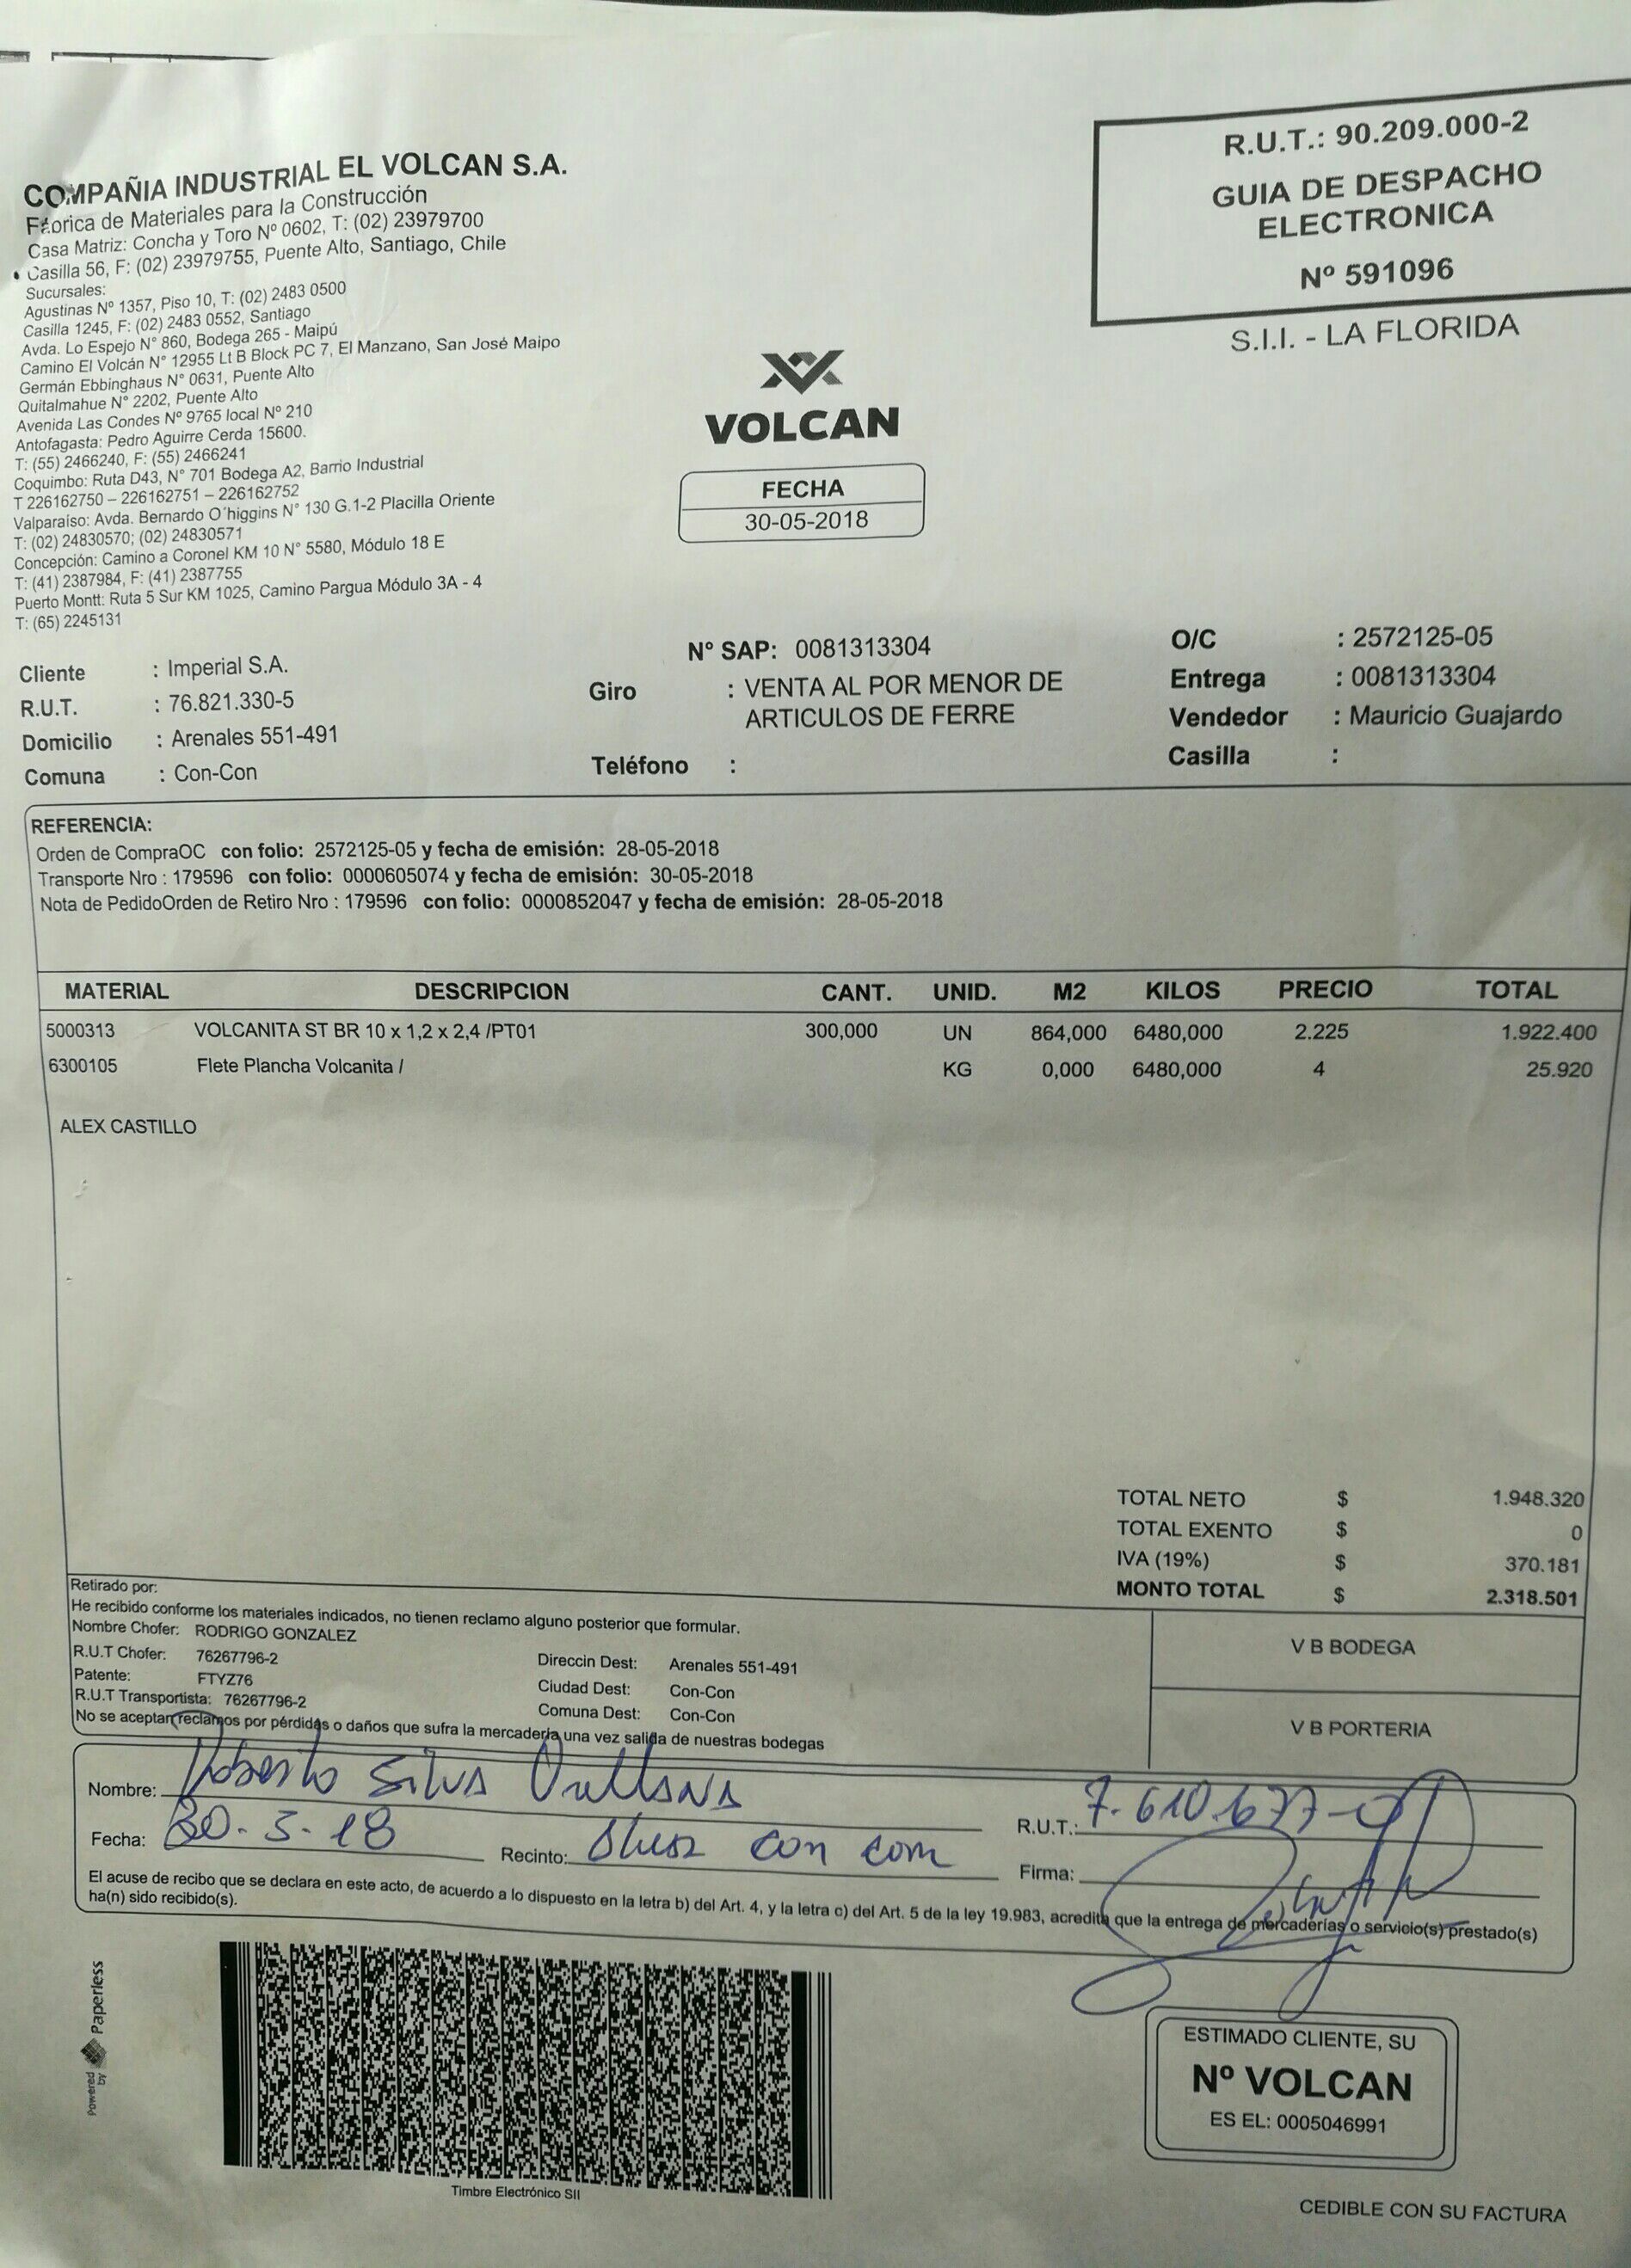 COMPAÑIA INDUSTRIAL EL VOLCAN S.A.
Fábrica de Materiales para la Construcción
Casa Matriz: Concha y Toro Nº 0602, T: (02) 23979700
Casilla 56, F: (02) 23979755, Puente Alto, Santiago, Chile
Sucursales:
Agustinas Nº 1357, Piso 10, T: (02) 2483 0500
Casilla 1245, F: (02) 2483 0552, Santiago
Avda. Lo Espejo N° 860, Bodega 265 - Maipú
Camino El Volcán N° 12955 Lt B Block PC 7, El Manzano, San José Maipo
Germán Ebbinghaus N° 0631, Puente Alto
Quitalmahue N° 2202, Puente Alto
Avenida Las Condes Nº 9765 local Nº 210
Antofagasta: Pedro Aguirre Cerda 15600.
T: (55) 2466240, F: (55) 2466241
Coquimbo: Ruta D43, N° 701 Bodega A2, Barrio Industrial
T 226162750 – 226162751 – 226162752
Valparaíso: Avda. Bernardo O´higgins N° 130 G.1-2 Placilla Oriente
T: (02) 24830570; (02) 24830571
Concepción: Camino a Coronel KM 10 N° 5580, Módulo 18 E
T: (41) 2387984, F: (41) 2387755
Puerto Montt: Ruta 5 Sur KM 1025, Camino Pargua Módulo 3A - 4
T: (65) 2245131
VOLCAN
FECHA
30-05-2018
R.U.T.: 90.209.000-2
GUIA DE DESPACHO
ELECTRONICA
Nº 591096
S.I.I. - LA FLORIDA
Cliente : Imperial S.A.
R.U.T. : 76.821.330-5
Domicilio : Arenales 551-491
Comuna : Con-Con
N° SAP: 0081313304
Giro : VENTA AL POR MENOR DE
ARTICULOS DE FERRE
Teléfono :
O/C : 2572125-05
Entrega : 0081313304
Vendedor : Mauricio Guajardo
Casilla :
REFERENCIA:
Orden de CompraOC con folio: 2572125-05 y fecha de emisión: 28-05-2018
Transporte Nro : 179596 con folio: 0000605074 y fecha de emisión: 30-05-2018
Nota de PedidoOrden de Retiro Nro : 179596 con folio: 0000852047 y fecha de emisión: 28-05-2018
MATERIAL DESCRIPCION CANT. UNID. M2 KILOS PRECIO TOTAL
5000313 VOLCANITA ST BR 10 x 1,2 x 2,4 /PT01 300,000 UN 864,000 6480,000 2.225 1.922.400
6300105 Flete Plancha Volcanita / KG 0,000 6480,000 4 25.920
ALEX CASTILLO
TOTAL NETO $ 1.948.320
TOTAL EXENTO $ 0
IVA (19%) $ 370.181
MONTO TOTAL $ 2.318.501
Retirado por:
He recibido conforme los materiales indicados, no tienen reclamo alguno posterior que formular.
Nombre Chofer: RODRIGO GONZALEZ
R.U.T Chofer: 76267796-2
Patente: FTYZ76
R.U.T Transportista: 76267796-2
Direccin Dest: Arenales 551-491
Ciudad Dest: Con-Con
Comuna Dest: Con-Con
No se aceptan reclamos por pérdidas o daños que sufra la mercadería una vez salida de nuestras bodegas
V B BODEGA
V B PORTERIA
Nombre: Roberto Silva
R.U.T.: 7.610.677-
Fecha: 30-5-18
Recinto: con com
Firma:
El acuse de recibo que se declara en este acto, de acuerdo a lo dispuesto en la letra b) del Art. 4, y la letra c) del Art. 5 de la ley 19.983, acredita que la entrega de mercaderías o servicio(s) prestado(s)
ha(n) sido recibido(s).
Powered by Paperless
Timbre Electrónico SII
ESTIMADO CLIENTE, SU
Nº VOLCAN
ES EL: 0005046991
CEDIBLE CON SU FACTURA